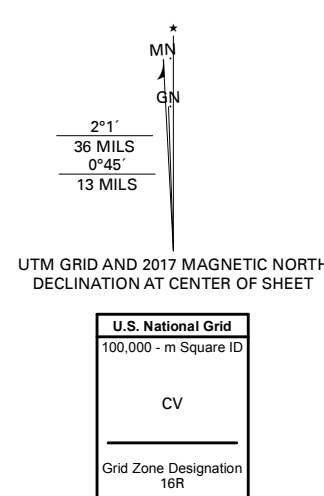 ★
MN
GN
2°1´
36 MILS
0°45´
13 MILS
UTM GRID AND 2017 MAGNETIC NORTH
DECLINATION AT CENTER OF SHEET
U.S. National Grid
100,000 - m Square ID
CV
Grid Zone Designation
16R